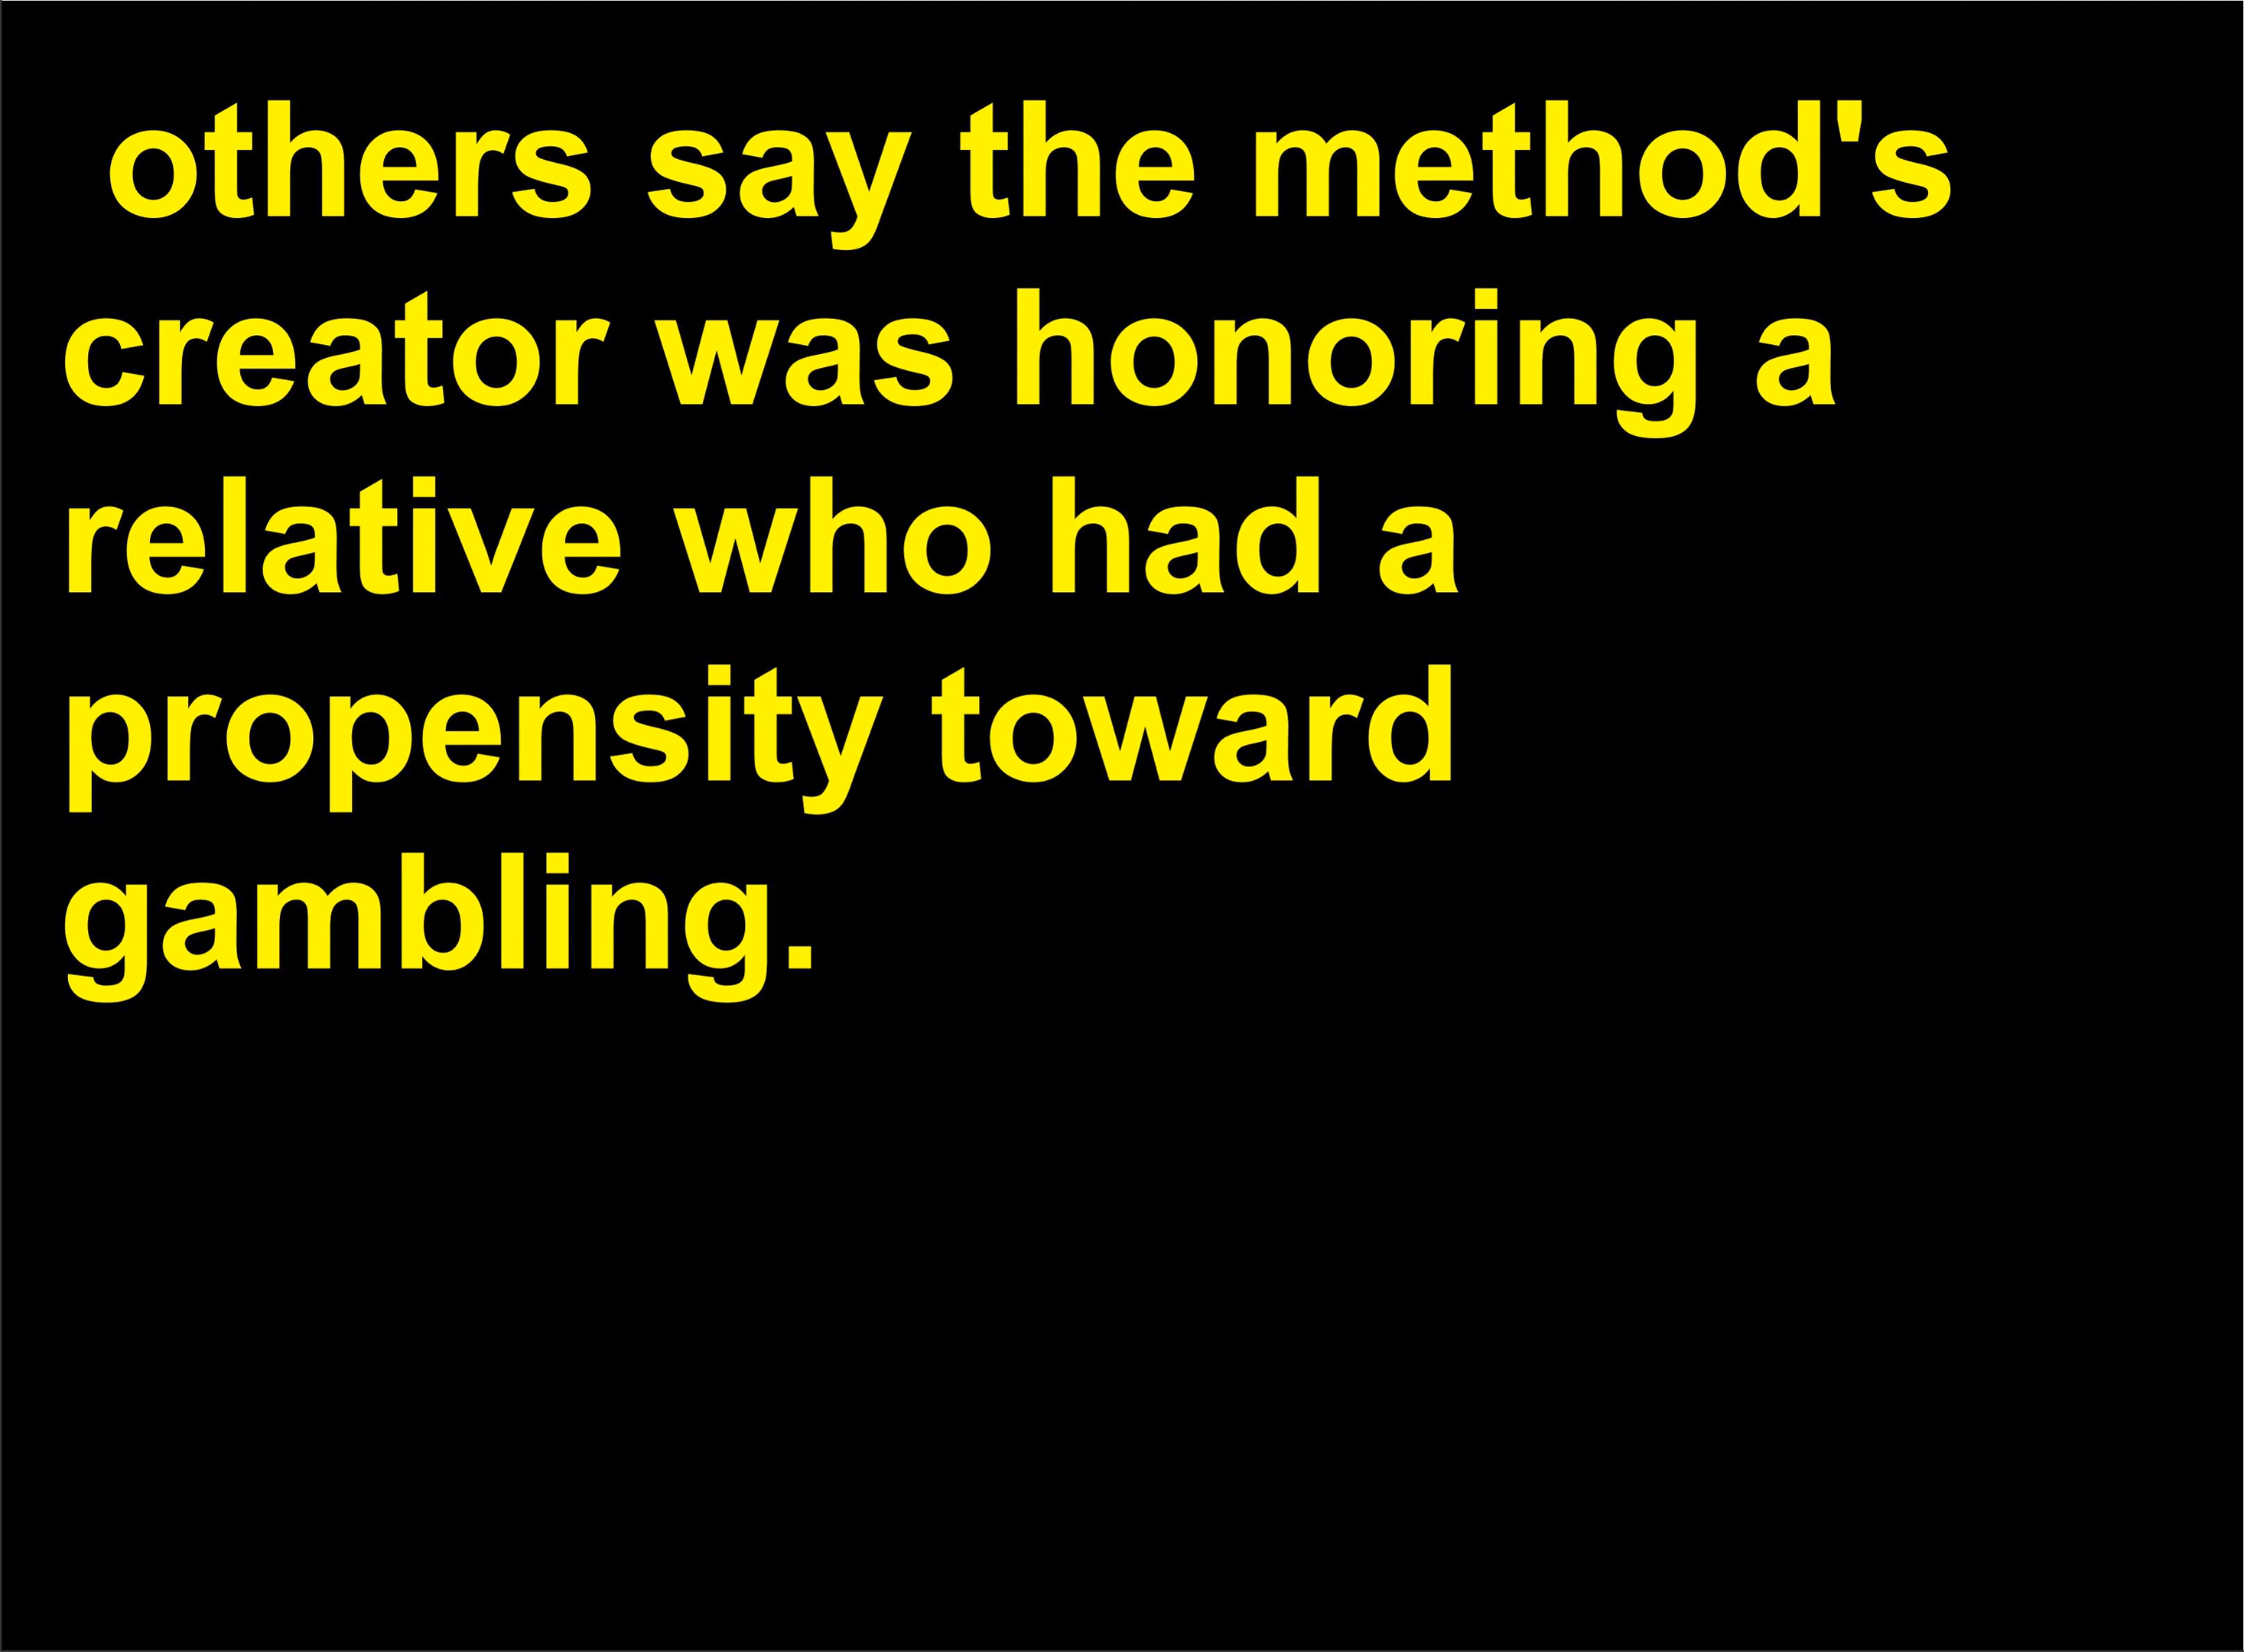 others say the method's
creator was honoring a
relative who had a
propensity toward
gambling.